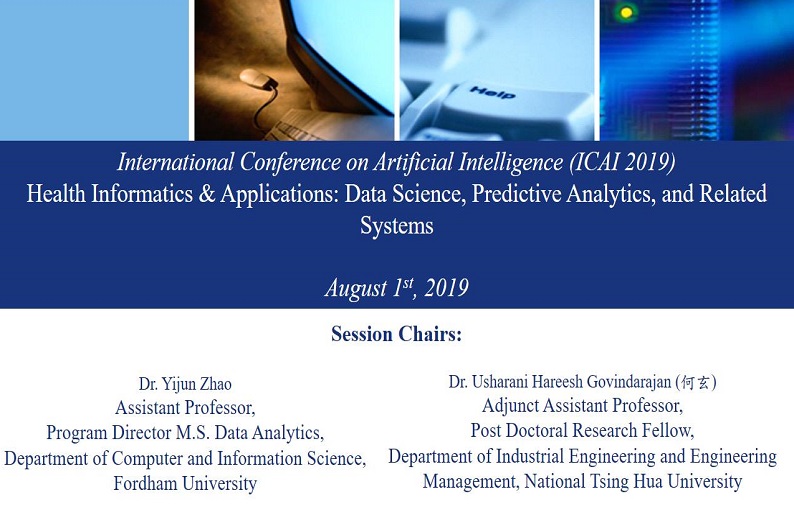 Help
International Conference on Artificial Intelligence (ICAI 2019)
Health Informatics & Applications: Data Science, Predictive Analytics, and Related
Systems
August 1st, 2019
Session Chairs:
Dr. Yijun Zhao
Assistant Professor,
Program Director M.S. Data Analytics,
Department of Computer and Information Science,
Fordham University
Dr. Usharani Hareesh Govindarajan (何玄)
Adjunct Assistant Professor,
Post Doctoral Research Fellow,
Department of Industrial Engineering and Engineering
Management, National Tsing Hua University